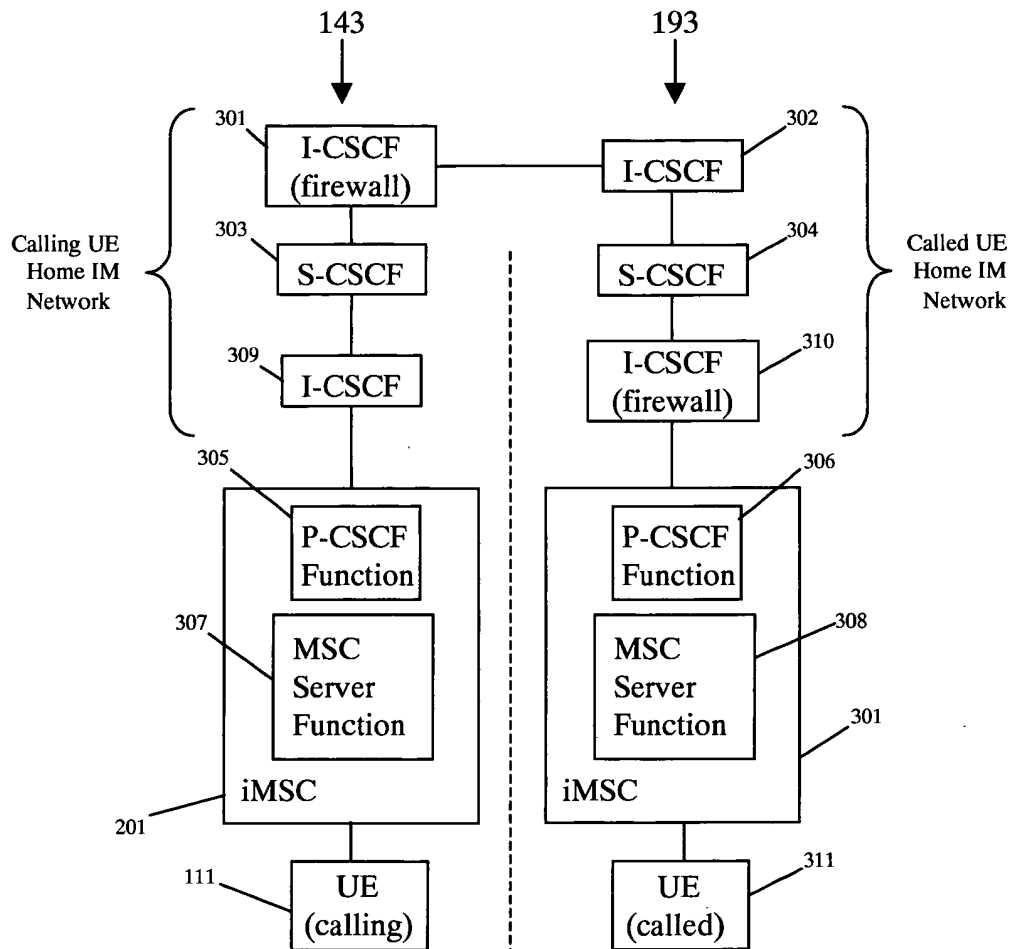 143
193
301
I-CSCF
(firewall)
302
I-CSCF
Calling UE
Home IM
Network
303
S-CSCF
304
S-CSCF
Called UE
Home IM
Network
309
I-CSCF
310
I-CSCF
(firewall)
305
P-CSCF
Function
306
P-CSCF
Function
307
MSC
Server
Function
308
MSC
Server
Function
301
iMSC
201
iMSC
111
UE
(calling)
311
UE
(called)